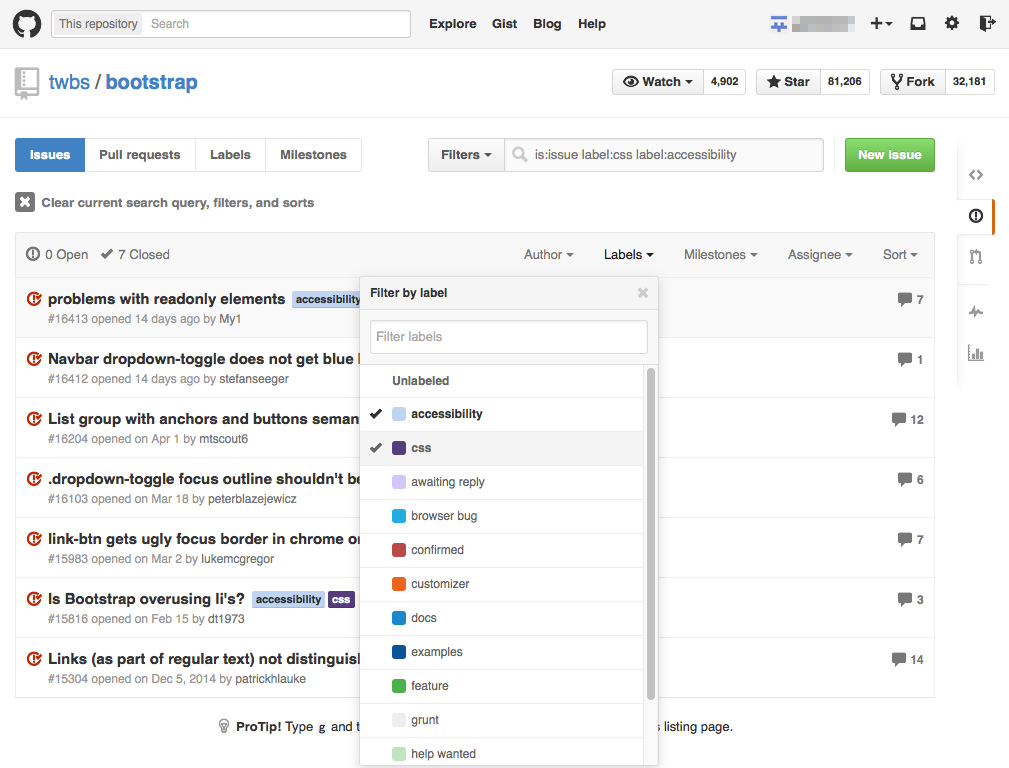 This repository Search Explore Gist Blog Help
twbs / bootstrap Watch 4,902 Star 81,206 Fork 32,181
Issues Pull requests Labels Milestones Filters is:issue label:css label:accessibility New issue
Clear current search query, filters, and sorts
0 Open 7 Closed Author Labels Milestones Assignee Sort
problems with readonly elements accessibility 7
#16413 opened 14 days ago by My1
Navbar dropdown-toggle does not get blue 1
#16412 opened 14 days ago by stefanseeger
List group with anchors and buttons seman 12
#16204 opened on Apr 1 by mtscout6
.dropdown-toggle focus outline shouldn't be 6
#16103 opened on Mar 18 by peterblazejewicz
link-btn gets ugly focus border in chrome or 7
#15983 opened on Mar 2 by lukemcgregor
Is Bootstrap overusing li's? accessibility css 3
#15816 opened on Feb 15 by dt1973
Links (as part of regular text) not distinguis 14
#15304 opened on Dec 5, 2014 by patrickhlauke
Filter by label
Filter labels
Unlabeled
accessibility
css
awaiting reply
browser bug
confirmed
customizer
docs
examples
feature
grunt
help wanted
ProTip! Type g and listing page.